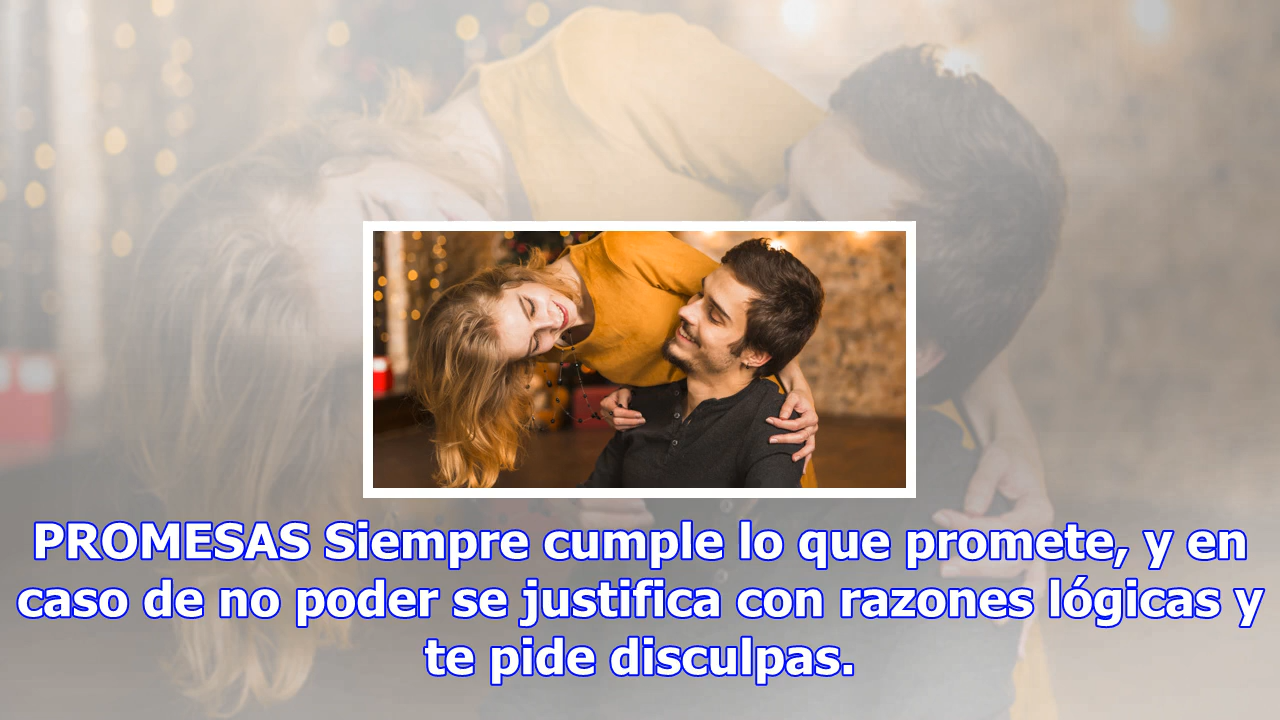 PROMESAS Siempre cumple lo que promete, y en
caso de no poder se justifica con razones lógicas y
te pide disculpas.